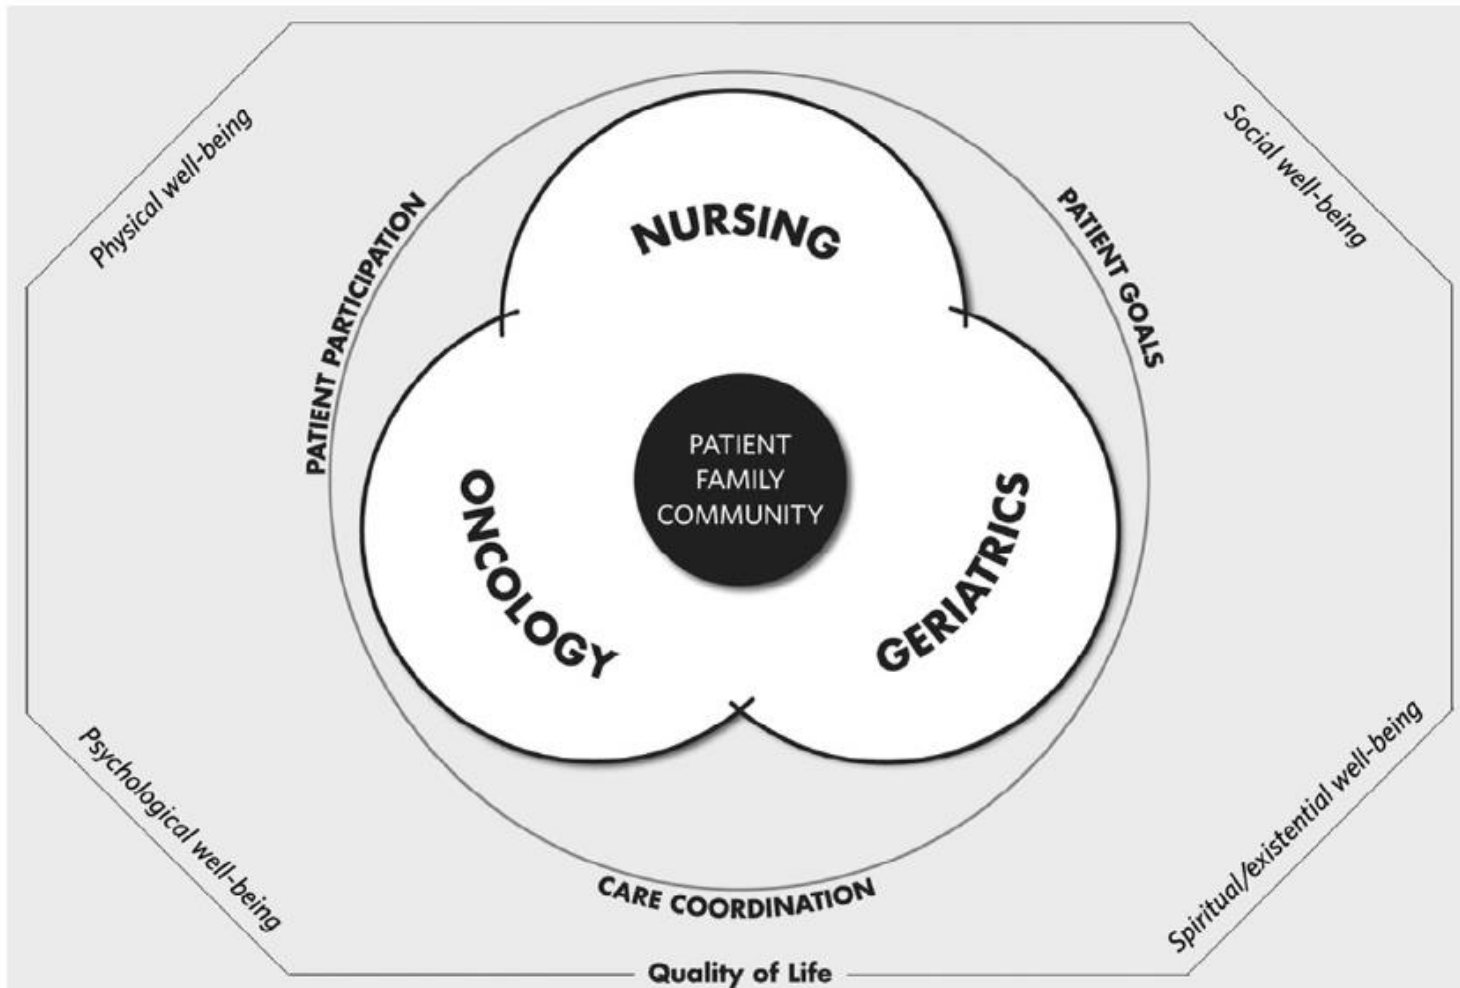 Physical well-being
Social well-being
PATIENT PARTICIPATION
PATIENT GOALS
NURSING
PATIENT
FAMILY
COMMUNITY
ONCOLOGY
GERIATRICS
Psychological well-being
Spiritual/existential well-being
CARE COORDINATION
Quality of Life